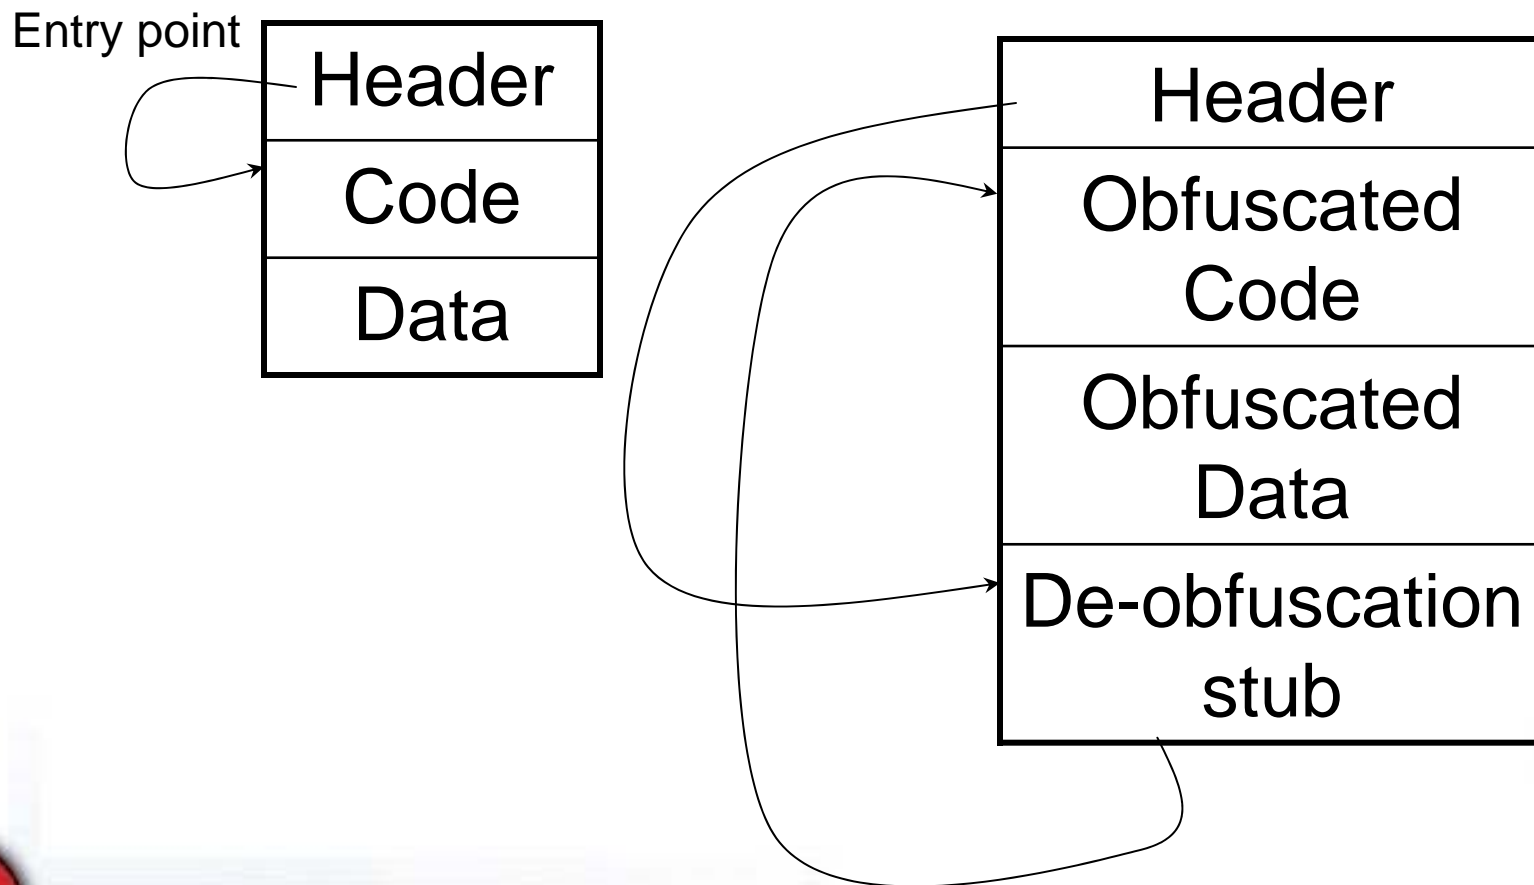 Entry point
Header
Code
Data
Header
Obfuscated
Code
Obfuscated
Data
De-obfuscation
stub